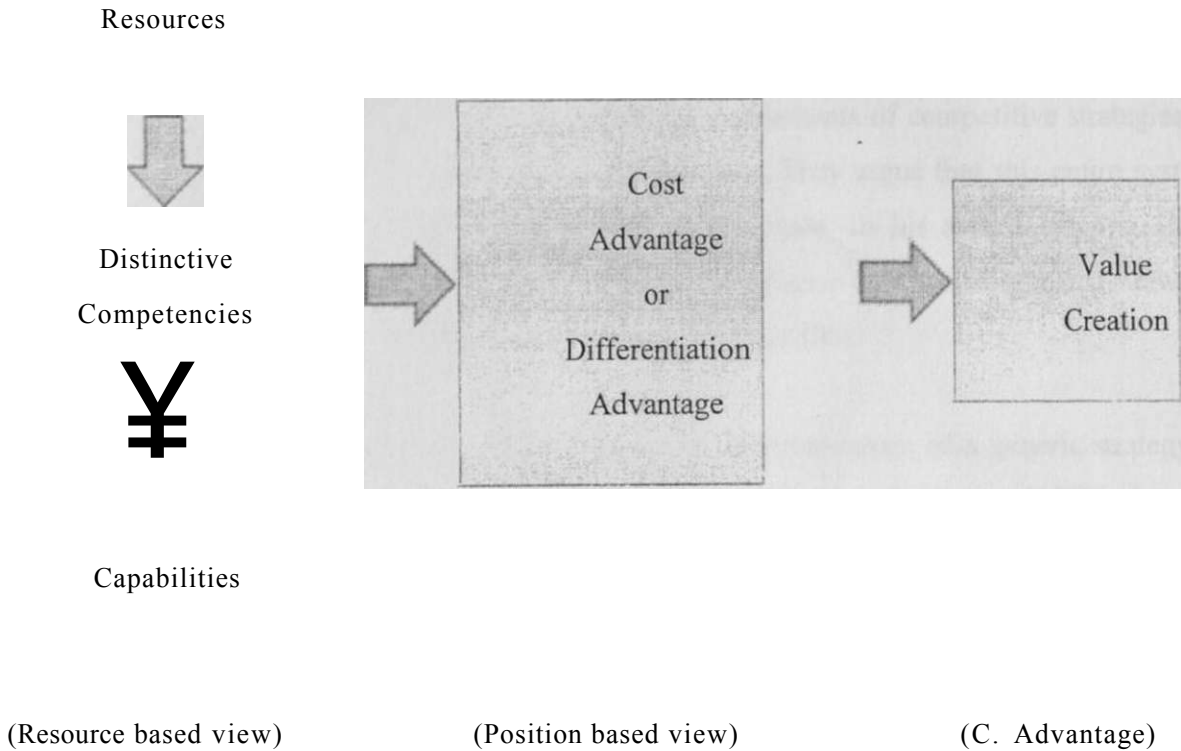 Resources
Distinctive
Competencies
¥
Capabilities
Cost
Advantage
or
Differentiation
Advantage
Value
Creation
(Resource based view)
(Position based view)
(C. Advantage)